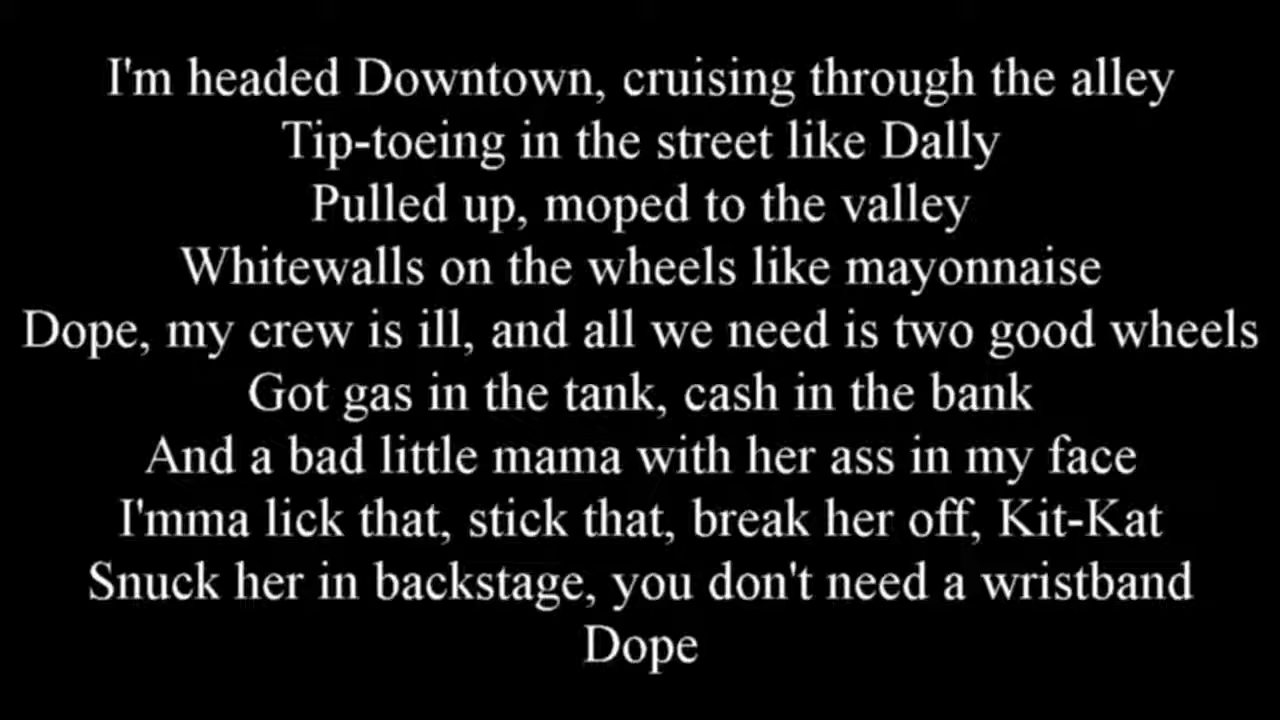 I'm headed Downtown, cruising through the alley
Tip-toeing in the street like Dally
Pulled up, moped to the valley
Whitewalls on the wheels like mayonnaise
Dope, my crew is ill, and all we need is two good wheels
Got gas in the tank, cash in the bank
And a bad little mama with her ass in my face
I'mma lick that, stick that, break her off, Kit-Kat
Snuck her in backstage, you don't need a wristband
Dope